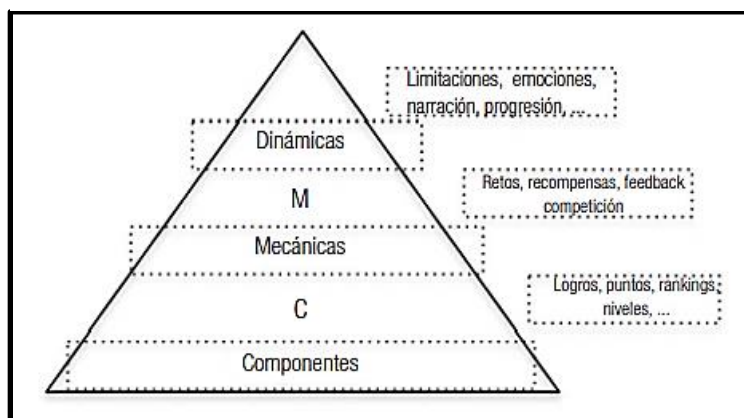 Limitaciones, emociones,
narración, progresión, ...
Dinámicas
M
Retos, recompensas, feedback
competición
Mecánicas
Logros, puntos, rankings,
niveles, ...
C
Componentes